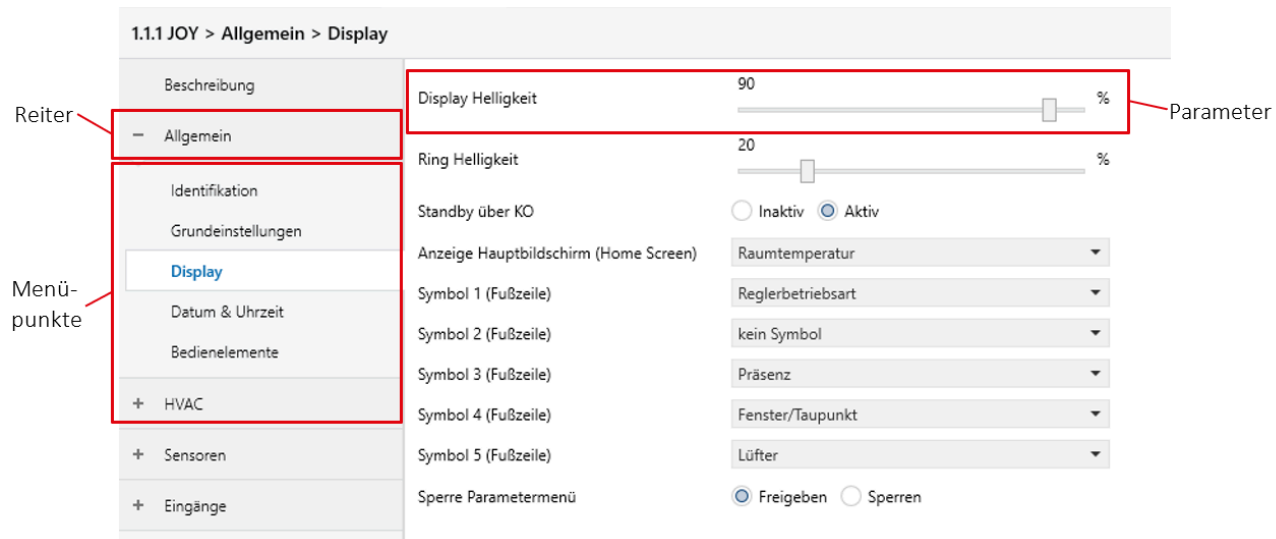 1.1.1 JOY > Allgemein > Display
Reiter
Menü-
punkte
Beschreibung
− Allgemein
Identifikation
Grundeinstellungen
Display
Datum & Uhrzeit
Bedienelemente
+ HVAC
+ Sensoren
+ Eingänge
Display Helligkeit 90 %
Ring Helligkeit 20 %
Standby über KO Inaktiv Aktiv
Anzeige Hauptbildschirm (Home Screen) Raumtemperatur
Symbol 1 (Fußzeile) Reglerbetriebsart
Symbol 2 (Fußzeile) kein Symbol
Symbol 3 (Fußzeile) Präsenz
Symbol 4 (Fußzeile) Fenster/Taupunkt
Symbol 5 (Fußzeile) Lüfter
Sperre Parametermenü Freigeben Sperren
Parameter